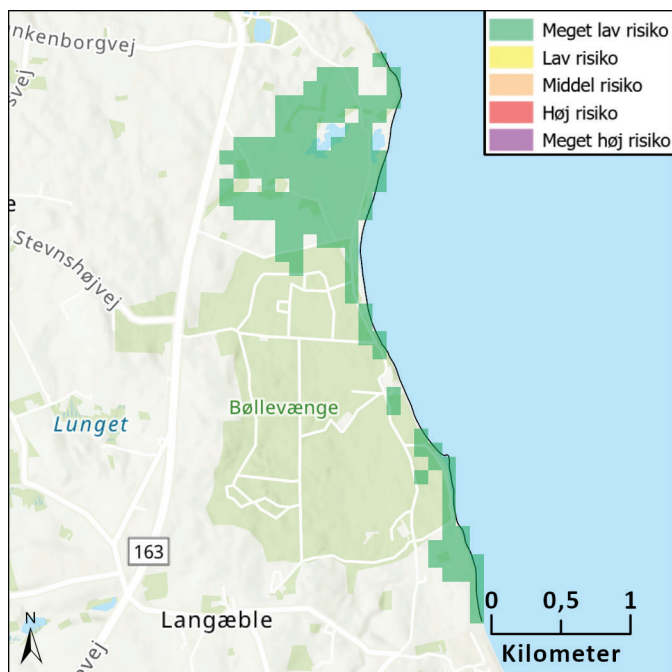 Meget lav risiko
Lav risiko
Middel risiko
Høj risiko
Meget høj risiko
Stevnshøjvej
Bøllevænge
Lunget
163
Langæble
N
0 0,5 1
Kilometer